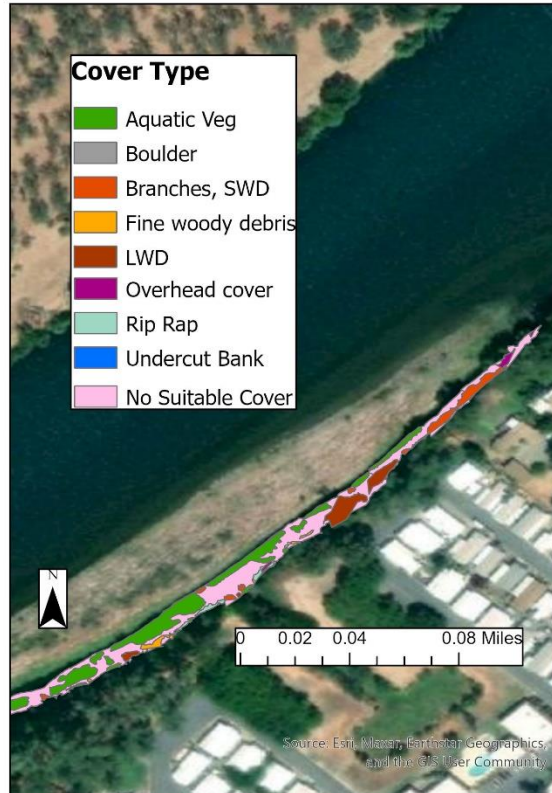 Cover Type
Aquatic Veg
Boulder
Branches, SWD
Fine woody debris
LWD
Overhead cover
Rip Rap
Undercut Bank
No Suitable Cover
N
0 0.02 0.04 0.08 Miles
Source: Esri, Maxar, Earthstar Geographics,
and the GIS User Community